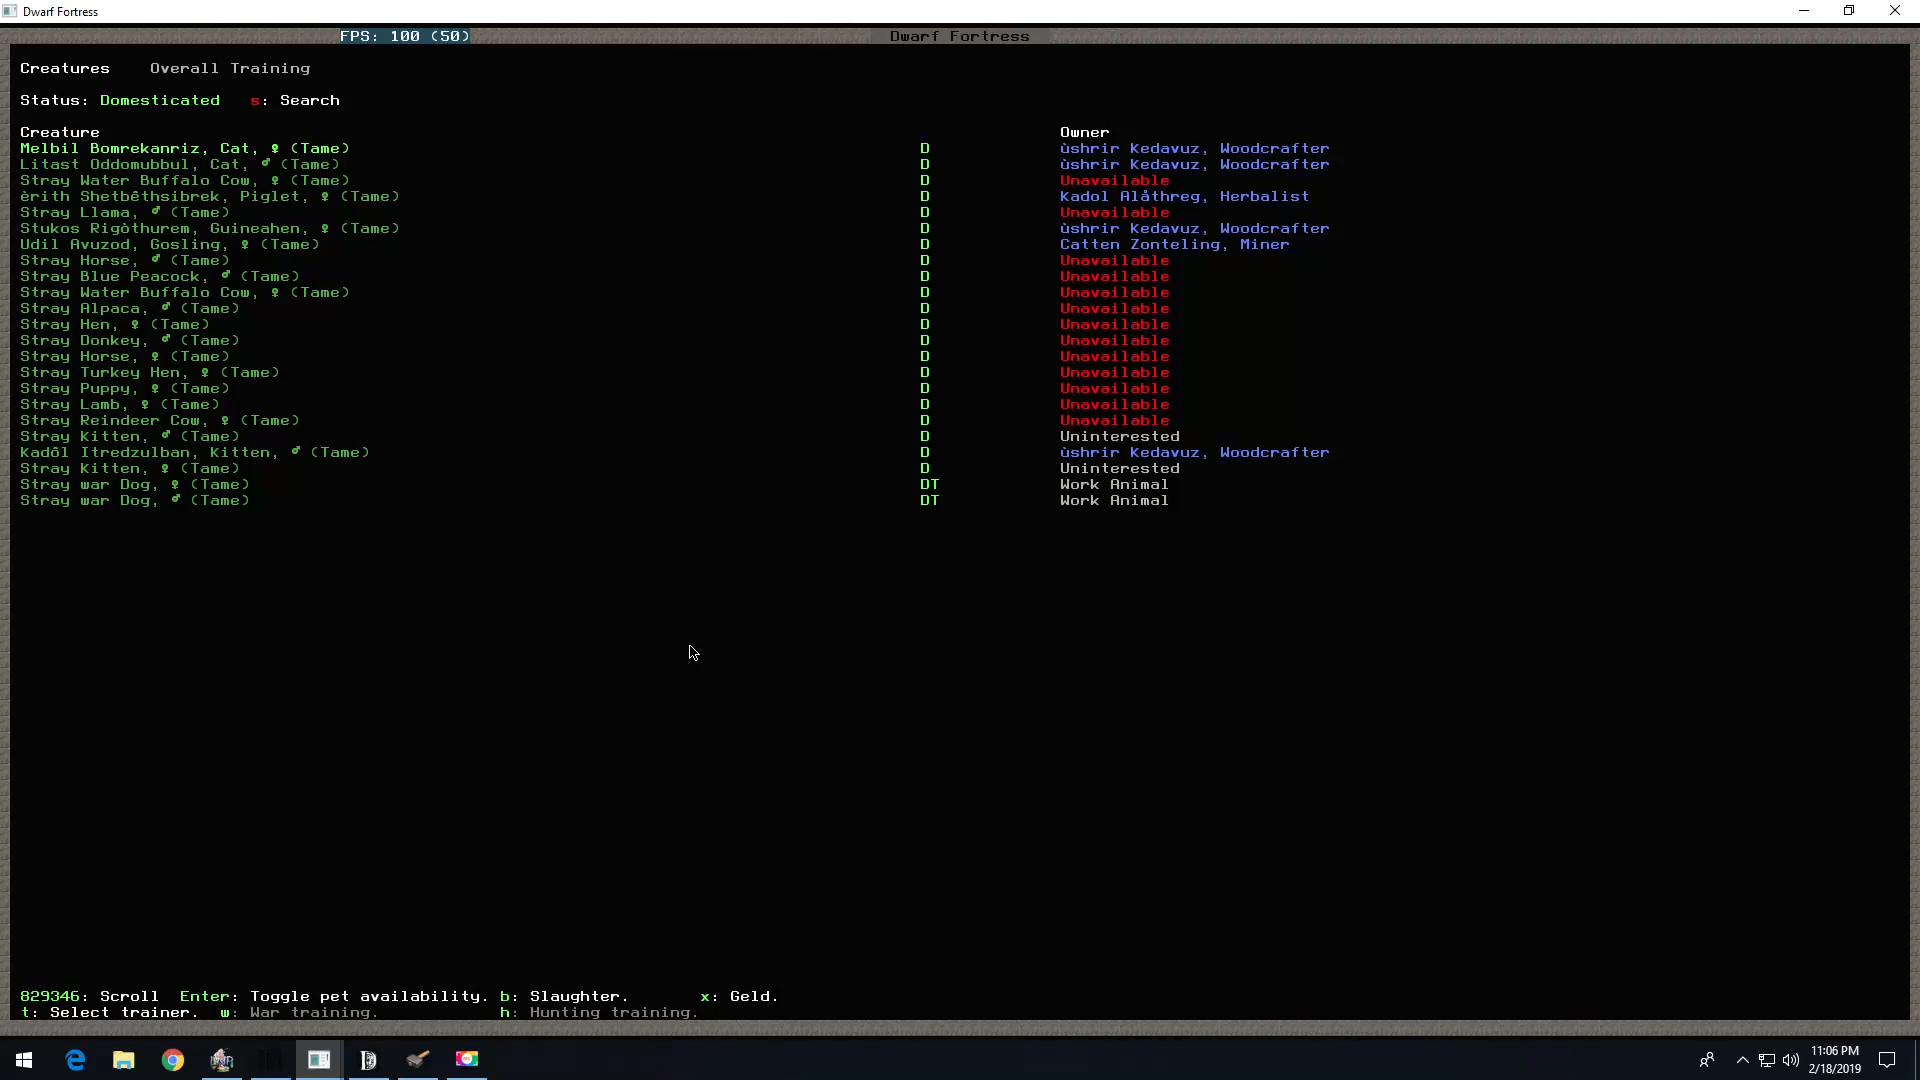 Dwarf Fortress
FPS: 100 (50) Dwarf Fortress
Creatures Overall Training
Status: Domesticated s: Search
Creature Owner
Melbil Bomrekanriz, Cat, ♀ (Tame) D ùshrir Kedavuz, Woodcrafter
Litast Oddomubbul, Cat, ♂ (Tame) D ùshrir Kedavuz, Woodcrafter
Stray Water Buffalo Cow, ♀ (Tame) D Unavailable
èrith Shetbêthsibrek, Piglet, ♀ (Tame) D Kadol Alåthreg, Herbalist
Stray Llama, ♂ (Tame) D Unavailable
Stukos Rigòthurem, Guineahen, ♀ (Tame) D ùshrir Kedavuz, Woodcrafter
Udil Avuzod, Gosling, ♀ (Tame) D Catten Zonteling, Miner
Stray Horse, ♂ (Tame) D Unavailable
Stray Blue Peacock, ♂ (Tame) D Unavailable
Stray Water Buffalo Cow, ♀ (Tame) D Unavailable
Stray Alpaca, ♂ (Tame) D Unavailable
Stray Hen, ♀ (Tame) D Unavailable
Stray Donkey, ♂ (Tame) D Unavailable
Stray Horse, ♀ (Tame) D Unavailable
Stray Turkey Hen, ♀ (Tame) D Unavailable
Stray Puppy, ♀ (Tame) D Unavailable
Stray Lamb, ♀ (Tame) D Unavailable
Stray Reindeer Cow, ♀ (Tame) D Unavailable
Stray Kitten, ♂ (Tame) D Uninterested
Kadôl Itredzulban, Kitten, ♂ (Tame) D ùshrir Kedavuz, Woodcrafter
Stray Kitten, ♀ (Tame) D Uninterested
Stray war Dog, ♀ (Tame) DT Work Animal
Stray war Dog, ♂ (Tame) DT Work Animal
829346: Scroll Enter: Toggle pet availability. b: Slaughter. x: Geld.
t: Select trainer. w: War training. h: Hunting training.
11:06 PM
2/18/2019